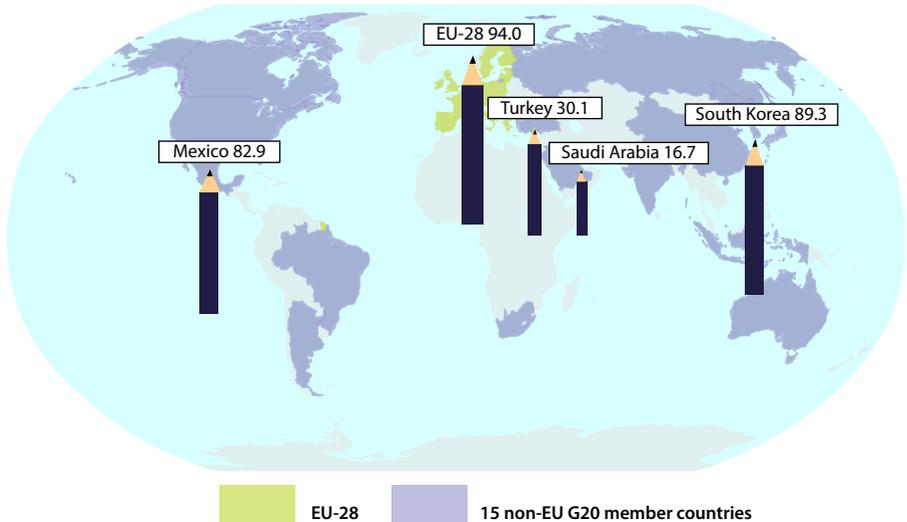 EU-28 94.0
Turkey 30.1
South Korea 89.3
Mexico 82.9
Saudi Arabia 16.7
EU-28
15 non-EU G20 member countries